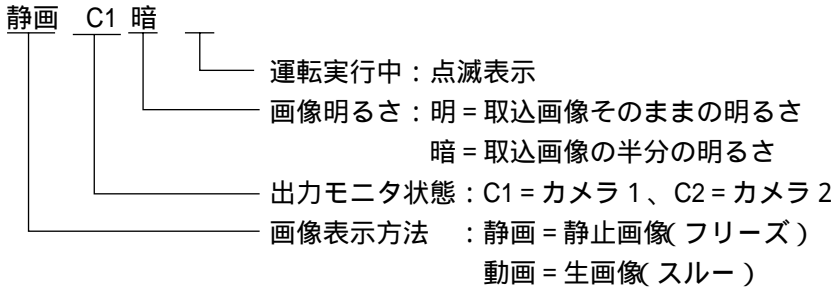 静画 C1 暗
運転実行中：点滅表示
画像明るさ：明＝取込画像そのままの明るさ
暗＝取込画像の半分の明るさ
出力モニタ状態：C1＝カメラ1、C2＝カメラ2
画像表示方法　：静画＝静止画像（フリーズ）
動画＝生画像（スルー）